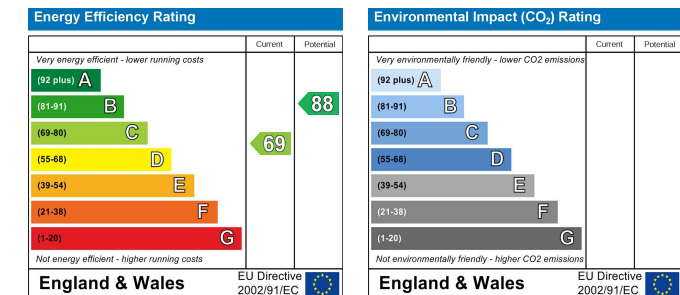 Energy Efficiency Rating
Current Potential
Very energy efficient - lower running costs
(92 plus) A
(81-91) B
88
(69-80) C
69
(55-68) D
(39-54) E
(21-38) F
(1-20) G
Not energy efficient - higher running costs
England & Wales
EU Directive
2002/91/EC
Environmental Impact (CO2) Rating
Current Potential
Very environmentally friendly - lower CO2 emissions
(92 plus) A
(81-91) B
(69-80) C
(55-68) D
(39-54) E
(21-38) F
(1-20) G
Not environmentally friendly - higher CO2 emissions
England & Wales
EU Directive
2002/91/EC